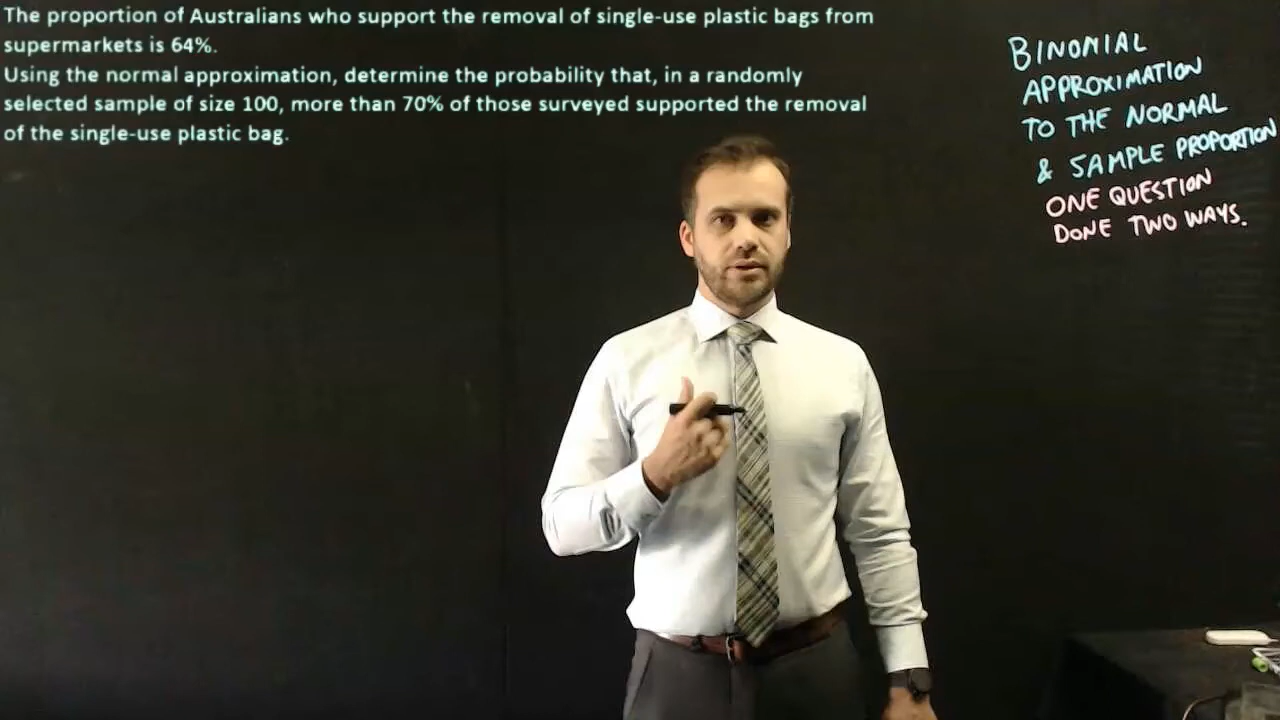 The proportion of Australians who support the removal of single-use plastic bags from
supermarkets is 64%.
Using the normal approximation, determine the probability that, in a randomly
selected sample of size 100, more than 70% of those surveyed supported the removal
of the single-use plastic bag.
BINOMIAL
APPROXIMATION
TO THE NORMAL
& SAMPLE PROPORTION
ONE QUESTION
DONE TWO WAYS.